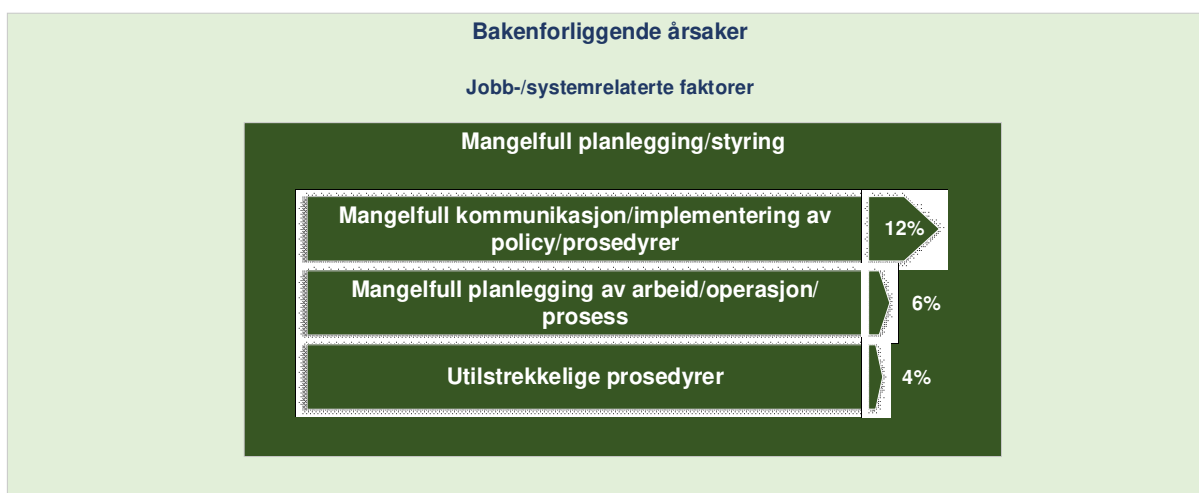 Bakenforliggende årsaker
Jobb-/systemrelaterte faktorer
Mangelfull planlegging/styring
Mangelfull kommunikasjon/implementering av
policy/prosedyrer
12%
Mangelfull planlegging av arbeid/operasjon/
prosess
6%
Utilstrekkelige prosedyrer
4%